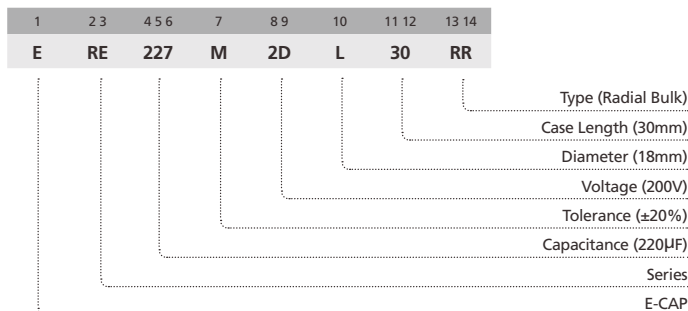 1 2 3 4 5 6 7 8 9 10 11 12 13 14
E RE 227 M 2D L 30 RR
Type (Radial Bulk)
Case Length (30mm)
Diameter (18mm)
Voltage (200V)
Tolerance (±20%)
Capacitance (220µF)
Series
E-CAP